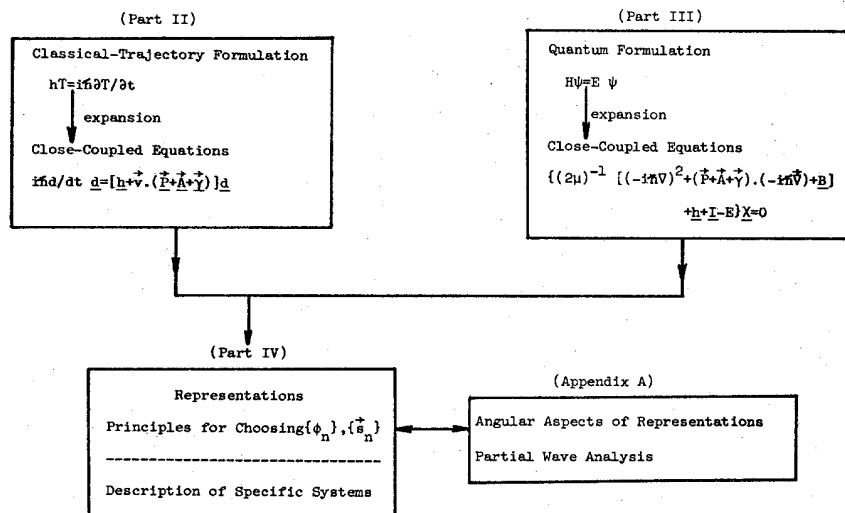 (Part II)
Classical-Trajectory Formulation
hT=iℏ∂T/∂t
expansion
Close-Coupled Equations
iℏd/dt d=[h+v⃗.(P⃗+A⃗+γ⃗)]d
(Part III)
Quantum Formulation
Hψ=E ψ
expansion
Close-Coupled Equations
{(2μ)⁻¹ [(-iℏ∇)²+(P⃗+A⃗+γ⃗).(-iℏ∇⃗)+B]
+h+I-E}X=0
(Part IV)
Representations
Principles for Choosing{ϕₙ},{s⃗ₙ}
Description of Specific Systems
(Appendix A)
Angular Aspects of Representations
Partial Wave Analysis